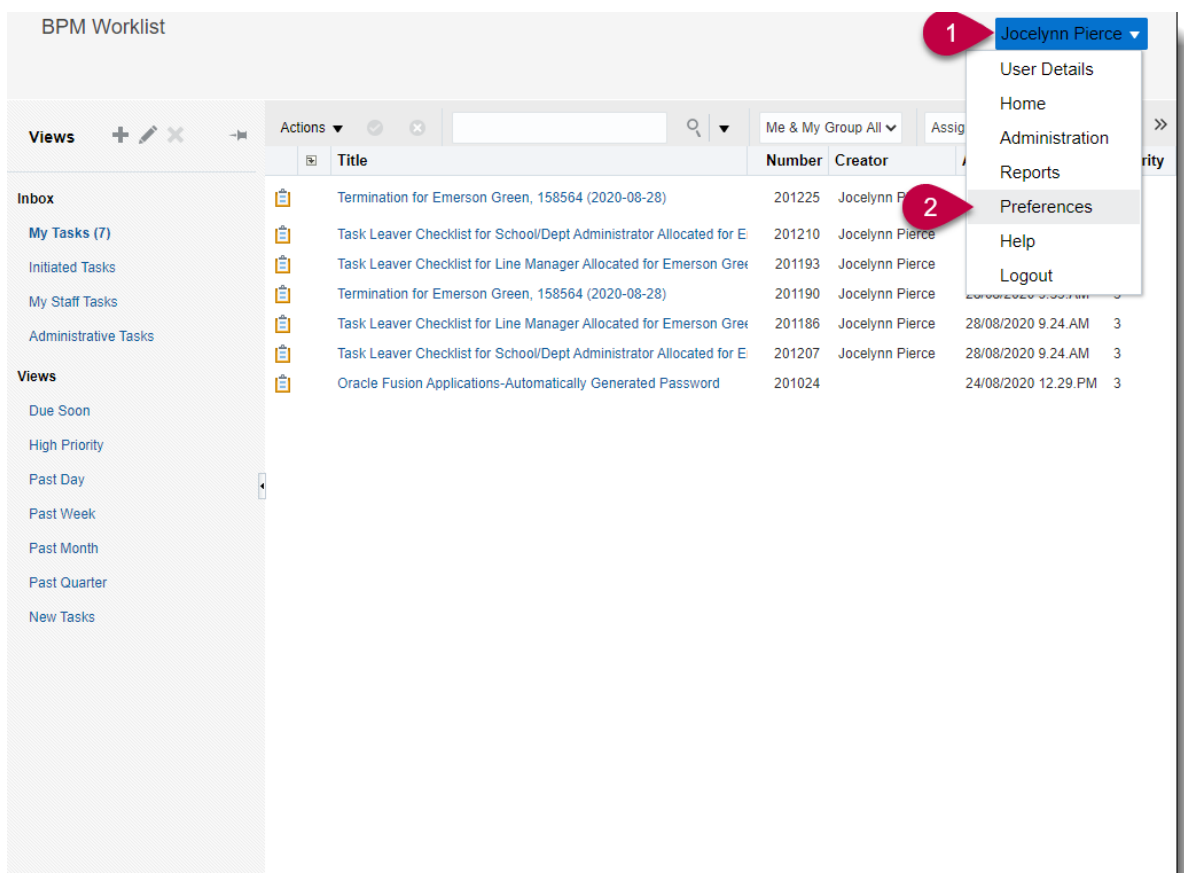 BPM Worklist
1
Jocelynn Pierce
User Details
Home
Administration
Reports
2
Preferences
Help
Logout
Views
Actions
Me & My Group All
Assig
Title
Number
Creator
rity
Inbox
My Tasks (7)
Initiated Tasks
My Staff Tasks
Administrative Tasks
Views
Due Soon
High Priority
Past Day
Past Week
Past Month
Past Quarter
New Tasks
Termination for Emerson Green, 158564 (2020-08-28) 201225 Jocelynn P
Task Leaver Checklist for School/Dept Administrator Allocated for E 201210 Jocelynn Pierce
Task Leaver Checklist for Line Manager Allocated for Emerson Gree 201193 Jocelynn Pierce
Termination for Emerson Green, 158564 (2020-08-28) 201190 Jocelynn Pierce
Task Leaver Checklist for Line Manager Allocated for Emerson Gree 201186 Jocelynn Pierce 28/08/2020 9.24.AM 3
Task Leaver Checklist for School/Dept Administrator Allocated for E 201207 Jocelynn Pierce 28/08/2020 9.24.AM 3
Oracle Fusion Applications-Automatically Generated Password 201024 24/08/2020 12.29.PM 3